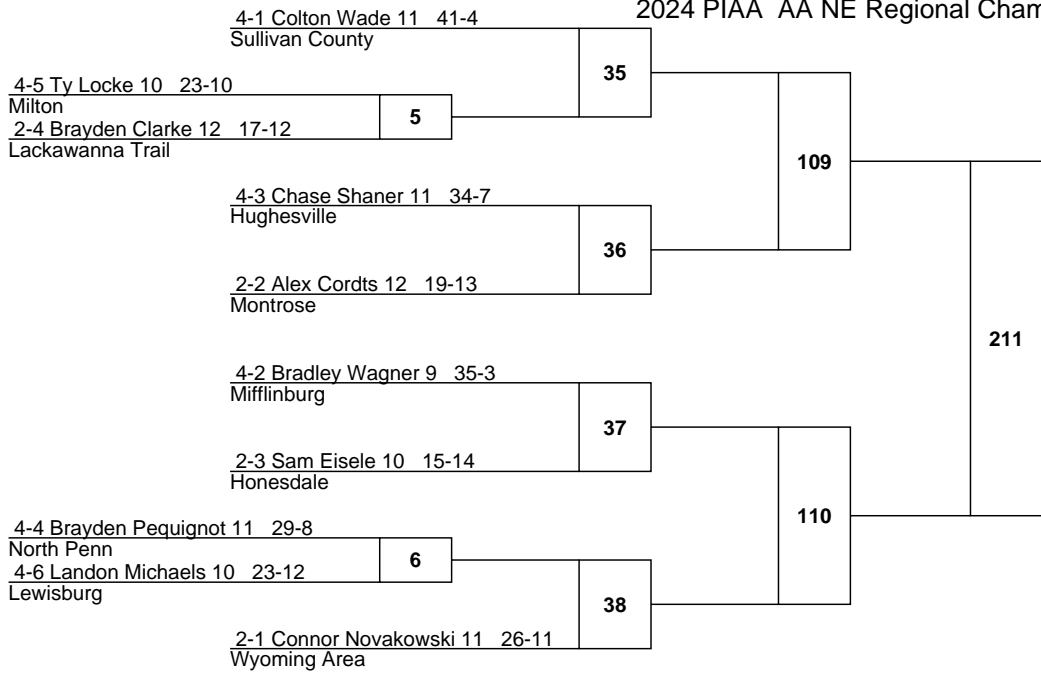 2024 PIAA AA NE Regional Cham
4-1 Colton Wade 11 41-4
Sullivan County
35
4-5 Ty Locke 10 23-10
Milton
5
2-4 Brayden Clarke 12 17-12
Lackawanna Trail
109
4-3 Chase Shaner 11 34-7
Hughesville
36
2-2 Alex Cordts 12 19-13
Montrose
211
4-2 Bradley Wagner 9 35-3
Mifflinburg
37
2-3 Sam Eisele 10 15-14
Honesdale
110
4-4 Brayden Pequignot 11 29-8
North Penn
6
4-6 Landon Michaels 10 23-12
Lewisburg
38
2-1 Connor Novakowski 11 26-11
Wyoming Area